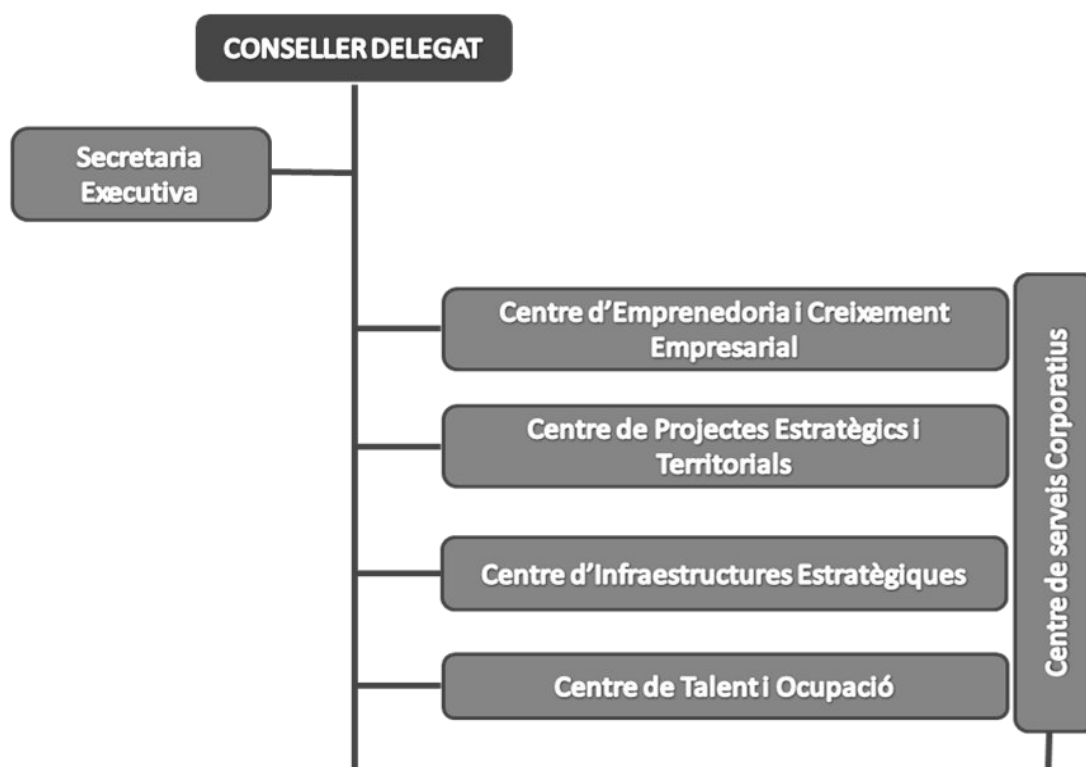 CONSELLER DELEGAT
Secretaria
Executiva
Centre d’Emprenedoria i Creixement
Empresarial
Centre de Projectes Estratègics i
Territorials
Centre d’Infraestructures Estratègiques
Centre de Talent i Ocupació
Centre de serveis Corporatius